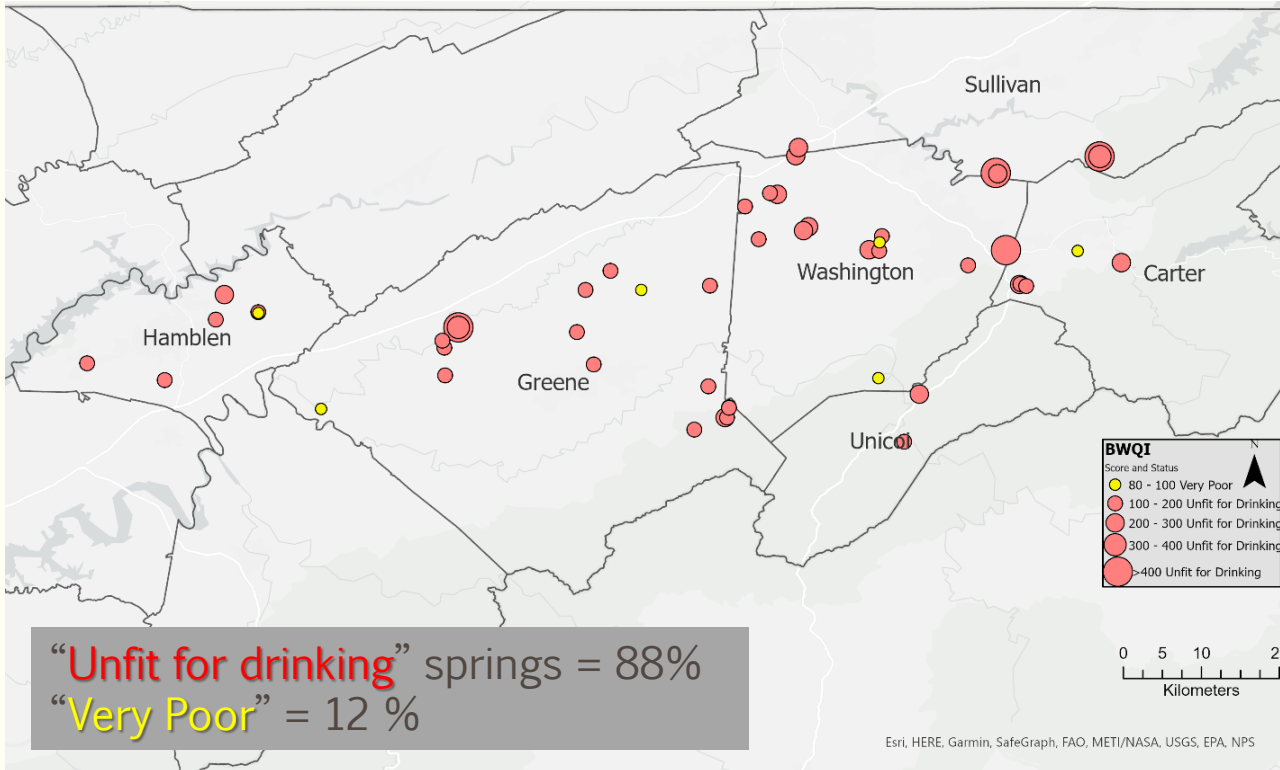 Sullivan
Washington
Carter
Hamblen
Greene
Unicoi
BWQI
N
Score and Status
80 - 100 Very Poor
100 - 200 Unfit for Drinking
200 - 300 Unfit for Drinking
300 - 400 Unfit for Drinking
>400 Unfit for Drinking
“Unfit for drinking” springs = 88%
“Very Poor” = 12 %
0 5 10 2
Kilometers
Esri, HERE, Garmin, SafeGraph, FAO, METI/NASA, USGS, EPA, NPS